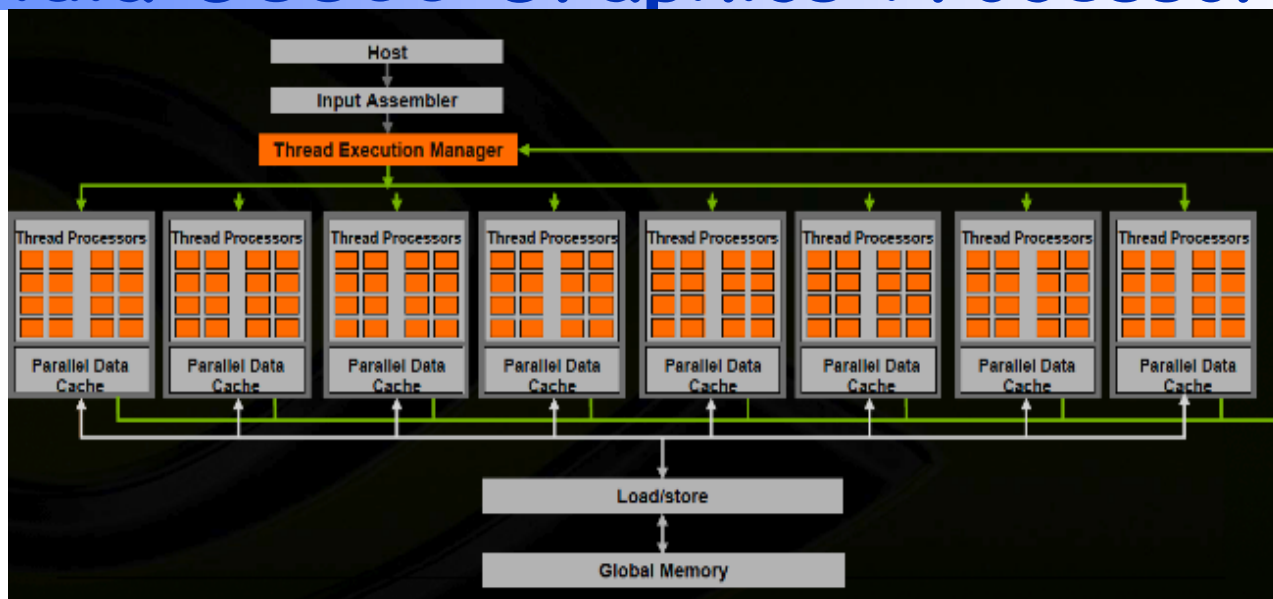 Graphics Processor
Host
Input Assembler
Thread Execution Manager
Thread Processors
Thread Processors
Thread Processors
Thread Processors
Thread Processors
Thread Processors
Thread Processors
Thread Processors
Parallel Data
Cache
Parallel Data
Cache
Parallel Data
Cache
Parallel Data
Cache
Parallel Data
Cache
Parallel Data
Cache
Parallel Data
Cache
Parallel Data
Cache
Load/store
Global Memory